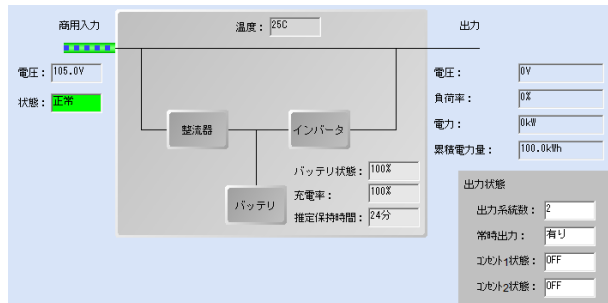 商用入力
温度： 25C
出力
電圧： 105.0V
状態： 正常
電圧： 0V
負荷率： 0%
電力： 0kW
累積電力量： 100.0kWh
整流器
インバータ
バッテリ
バッテリ状態： 100%
充電率： 100%
推定保持時間： 24分
出力状態
出力系統数： 2
常時出力： 有り
ｺﾝｾﾝﾄ1状態： OFF
ｺﾝｾﾝﾄ2状態： OFF